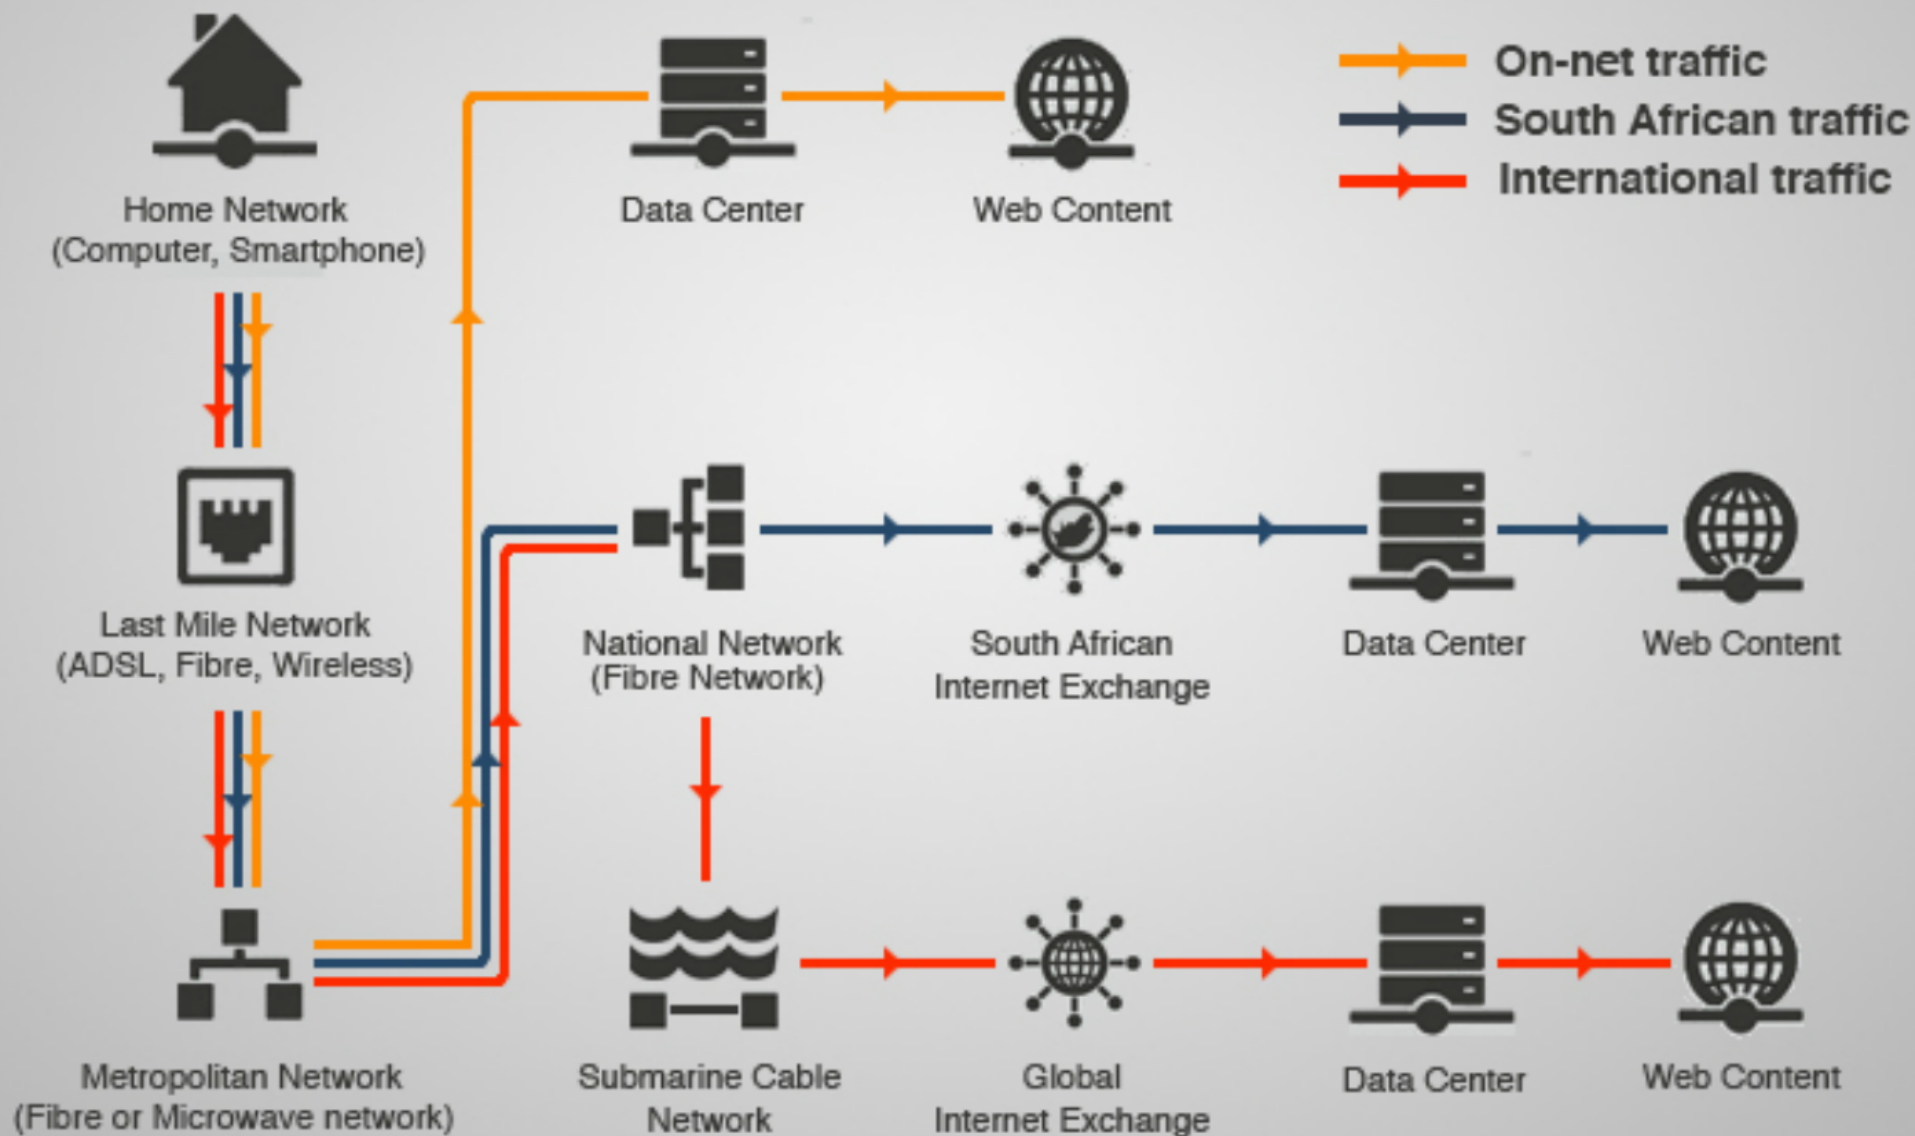 On-net traffic
South African traffic
International traffic
Home Network
(Computer, Smartphone)
Data Center
Web Content
Last Mile Network
(ADSL, Fibre, Wireless)
National Network
(Fibre Network)
South African
Internet Exchange
Data Center
Web Content
Metropolitan Network
(Fibre or Microwave network)
Submarine Cable
Network
Global
Internet Exchange
Data Center
Web Content